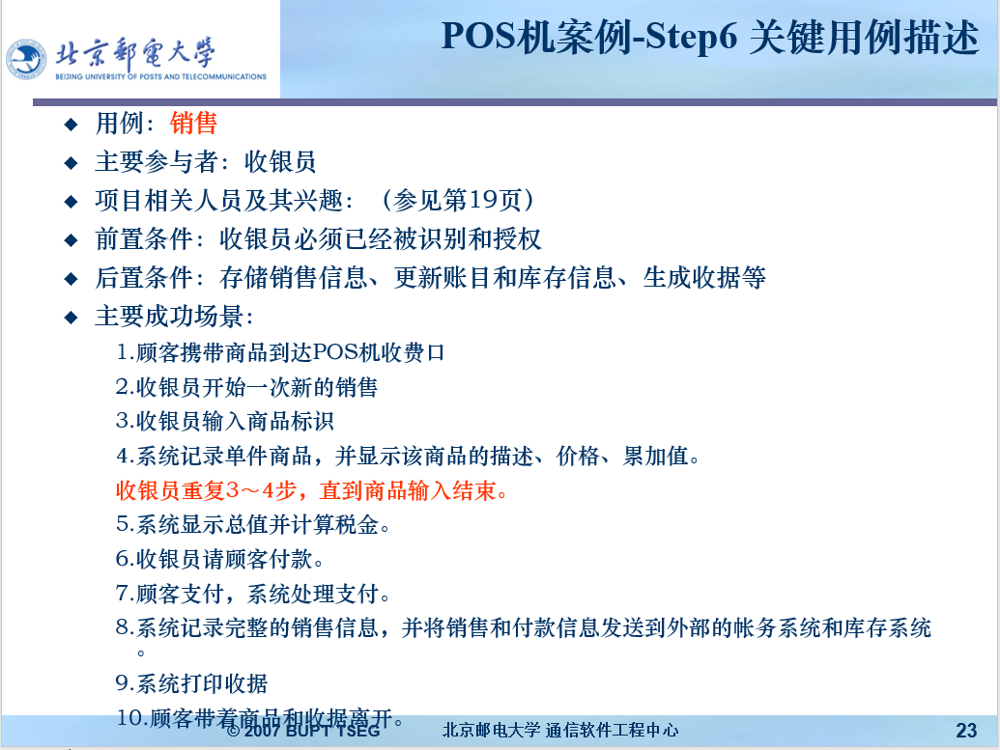 北京郵電大學
BEIJING UNIVERSITY OF POSTS AND TELECOMMUNICATIONS
POS机案例-Step6 关键用例描述
用例：销售
主要参与者：收银员
项目相关人员及其兴趣：（参见第19页）
前置条件：收银员必须已经被识别和授权
后置条件：存储销售信息、更新账目和库存信息、生成收据等
主要成功场景：
1.顾客携带商品到达POS机收费口
2.收银员开始一次新的销售
3.收银员输入商品标识
4.系统记录单件商品，并显示该商品的描述、价格、累加值。
收银员重复3～4步，直到商品输入结束。
5.系统显示总值并计算税金。
6.收银员请顾客付款。
7.顾客支付，系统处理支付。
8.系统记录完整的销售信息，并将销售和付款信息发送到外部的帐务系统和库存系统
。
9.系统打印收据
10.顾客带着商品和收据离开。
© 2007 BUPT TSEG
北京邮电大学 通信软件工程中心
23